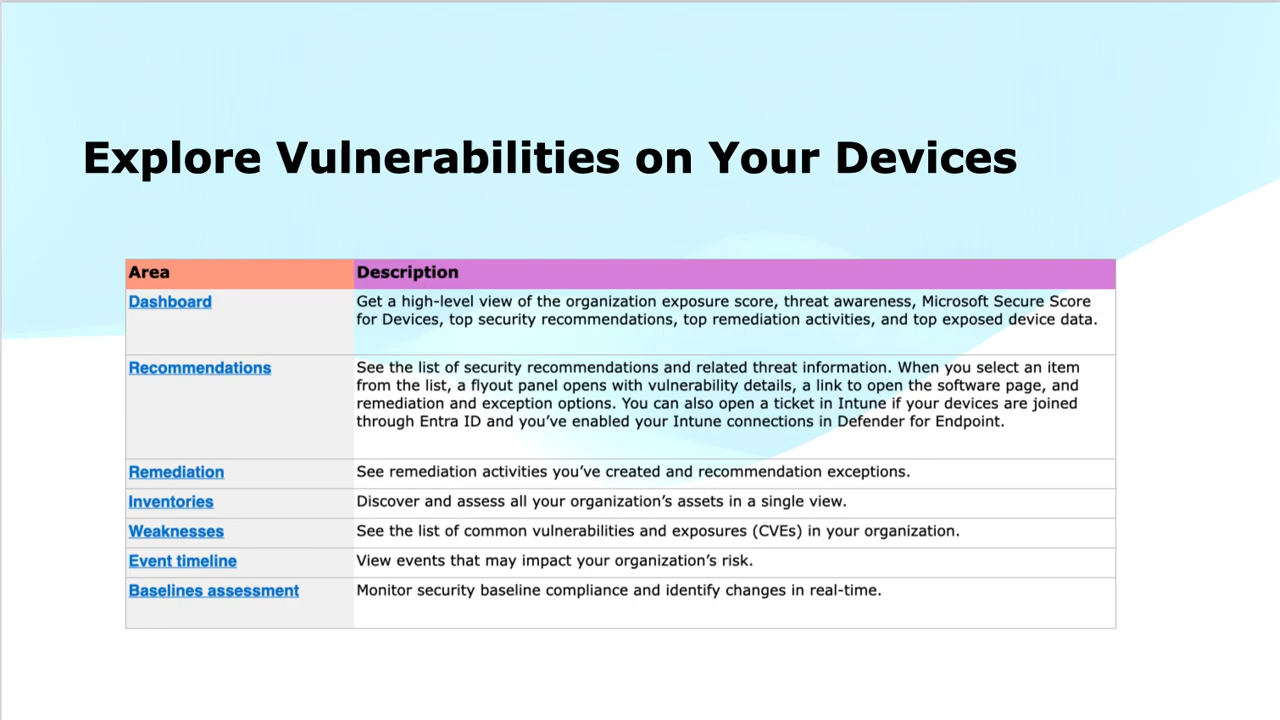 Explore Vulnerabilities on Your Devices
Area
Description
Dashboard
Get a high-level view of the organization exposure score, threat awareness, Microsoft Secure Score
for Devices, top security recommendations, top remediation activities, and top exposed device data.
Recommendations
See the list of security recommendations and related threat information. When you select an item
from the list, a flyout panel opens with vulnerability details, a link to open the software page, and
remediation and exception options. You can also open a ticket in Intune if your devices are joined
through Entra ID and you’ve enabled your Intune connections in Defender for Endpoint.
Remediation
See remediation activities you’ve created and recommendation exceptions.
Inventories
Discover and assess all your organization’s assets in a single view.
Weaknesses
See the list of common vulnerabilities and exposures (CVEs) in your organization.
Event timeline
View events that may impact your organization’s risk.
Baselines assessment
Monitor security baseline compliance and identify changes in real-time.